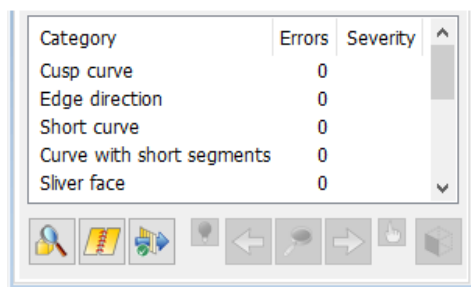 Category Errors Severity
Cusp curve 0
Edge direction 0
Short curve 0
Curve with short segments 0
Sliver face 0